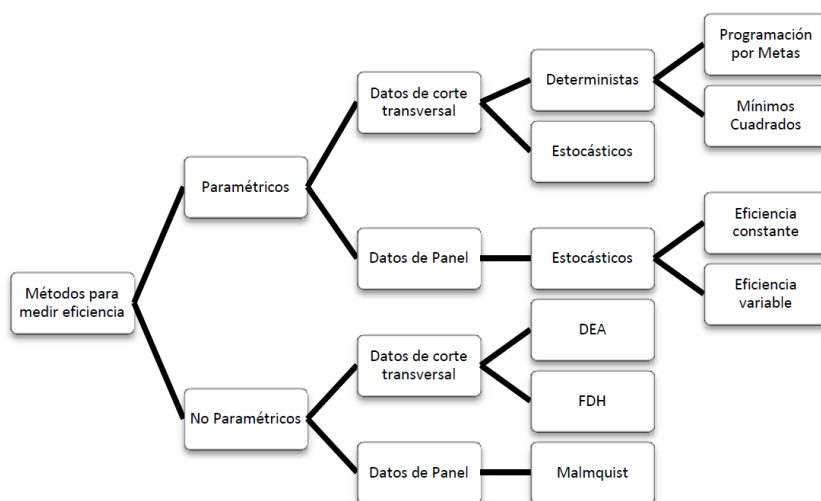 Métodos para
medir eficiencia
Paramétricos
Datos de corte
transversal
Deterministas
Programación
por Metas
Mínimos
Cuadrados
Estocásticos
Datos de Panel
Estocásticos
Eficiencia
constante
Eficiencia
variable
No Paramétricos
Datos de corte
transversal
DEA
FDH
Datos de Panel
Malmquist